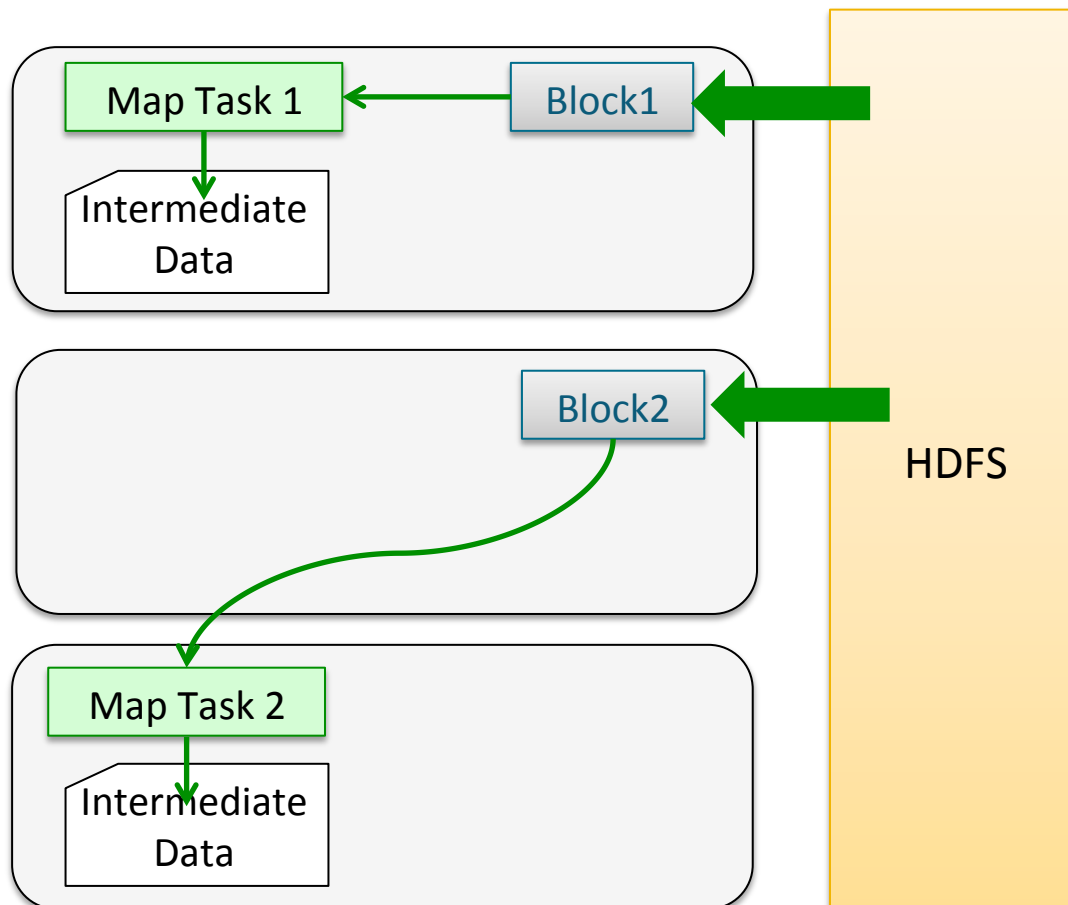 Map Task 1
Block1
Intermediate
Data
Block2
HDFS
Map Task 2
Intermediate
Data